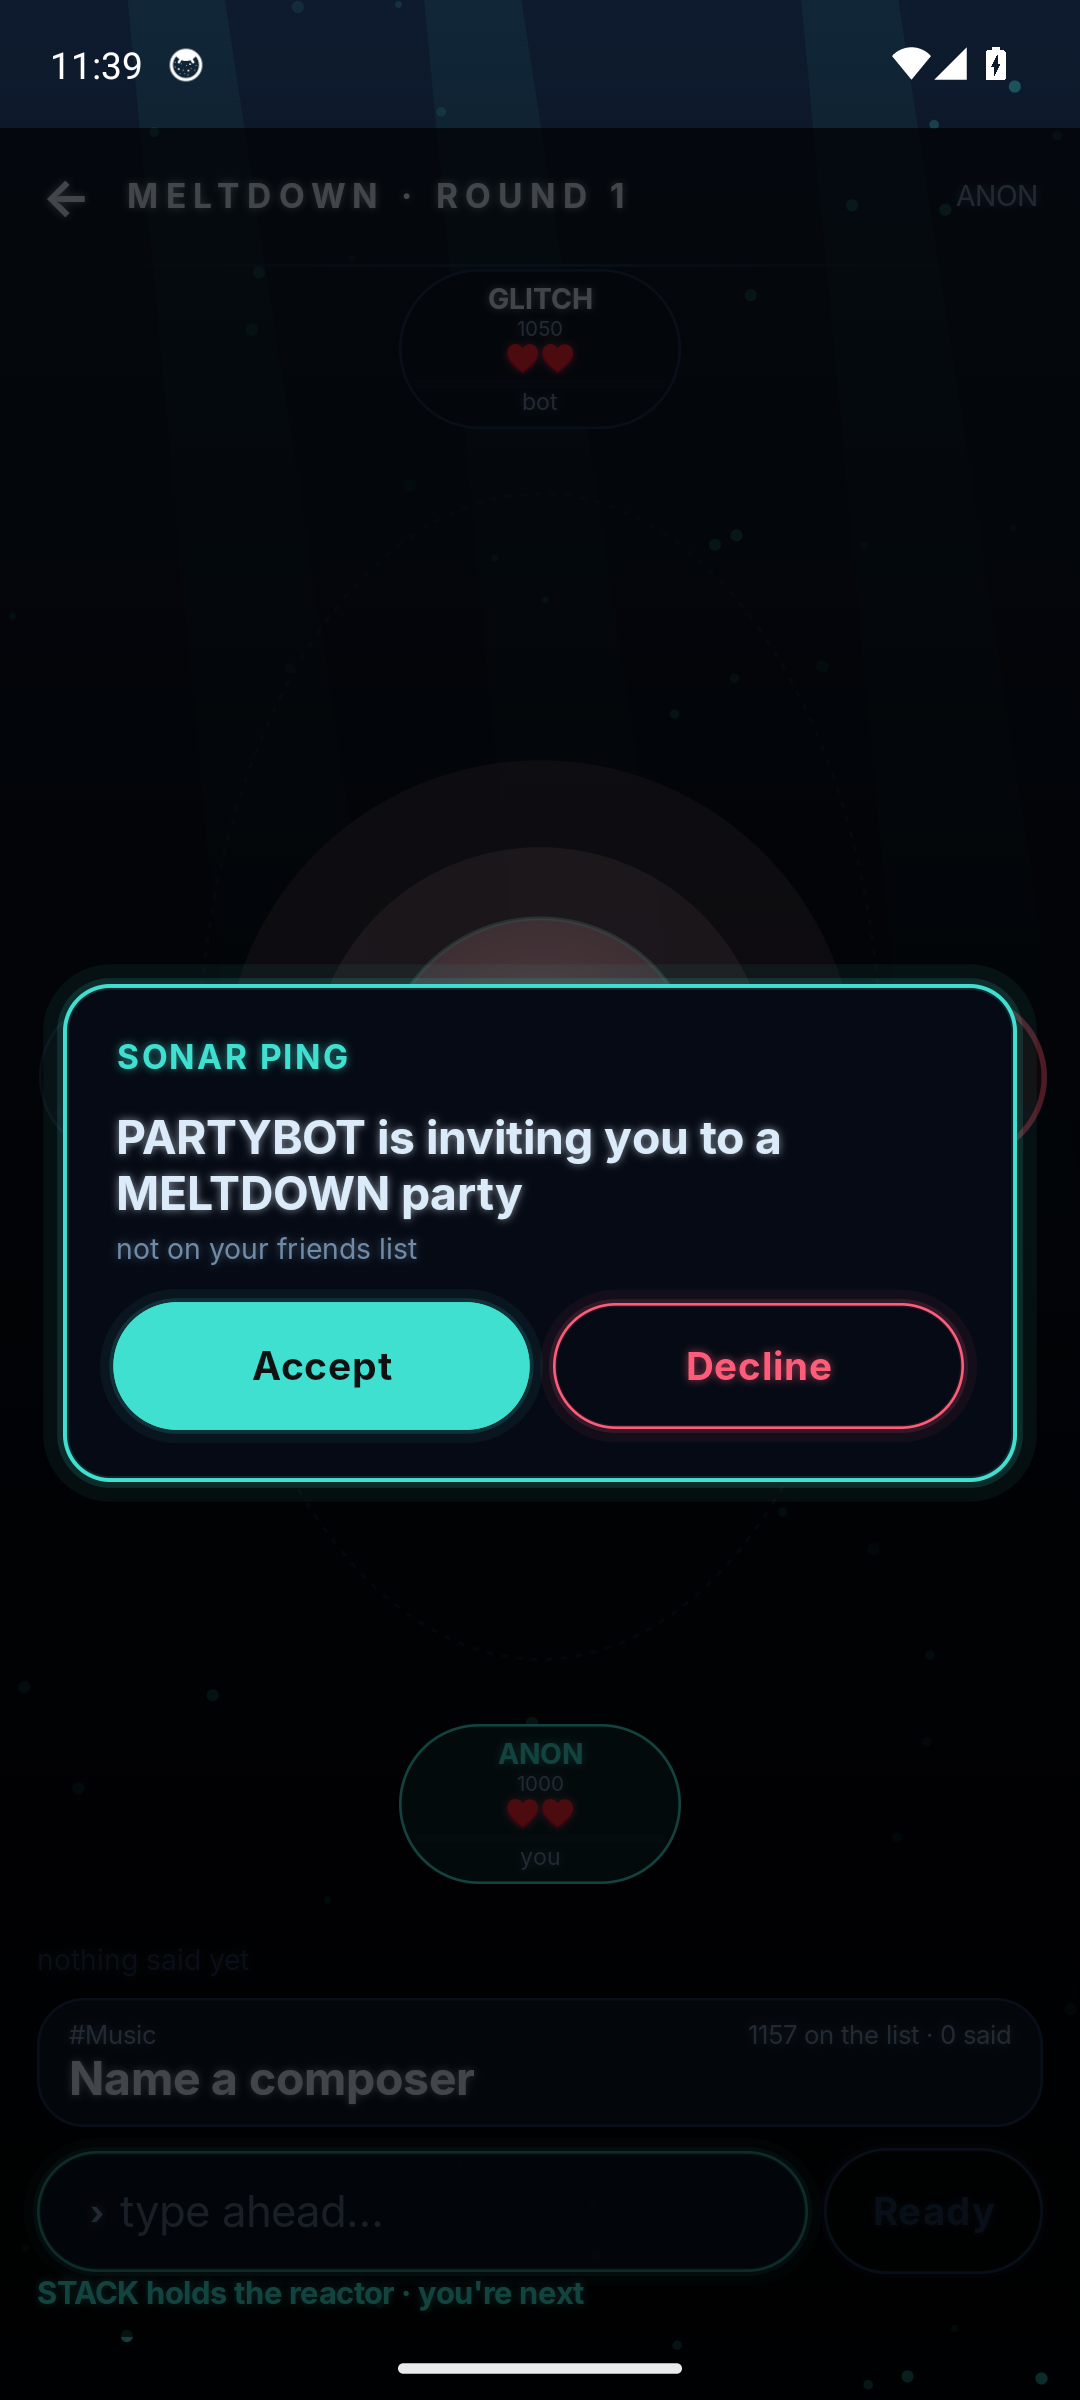 11:39
MELTDOWN · ROUND 1
ANON
GLITCH
1050
bot
SONAR PING
PARTYBOT is inviting you to a
MELTDOWN party
not on your friends list
Accept
Decline
ANON
1000
you
nothing said yet
#Music
1157 on the list · 0 said
Name a composer
› type ahead...
Ready
STACK holds the reactor · you're next